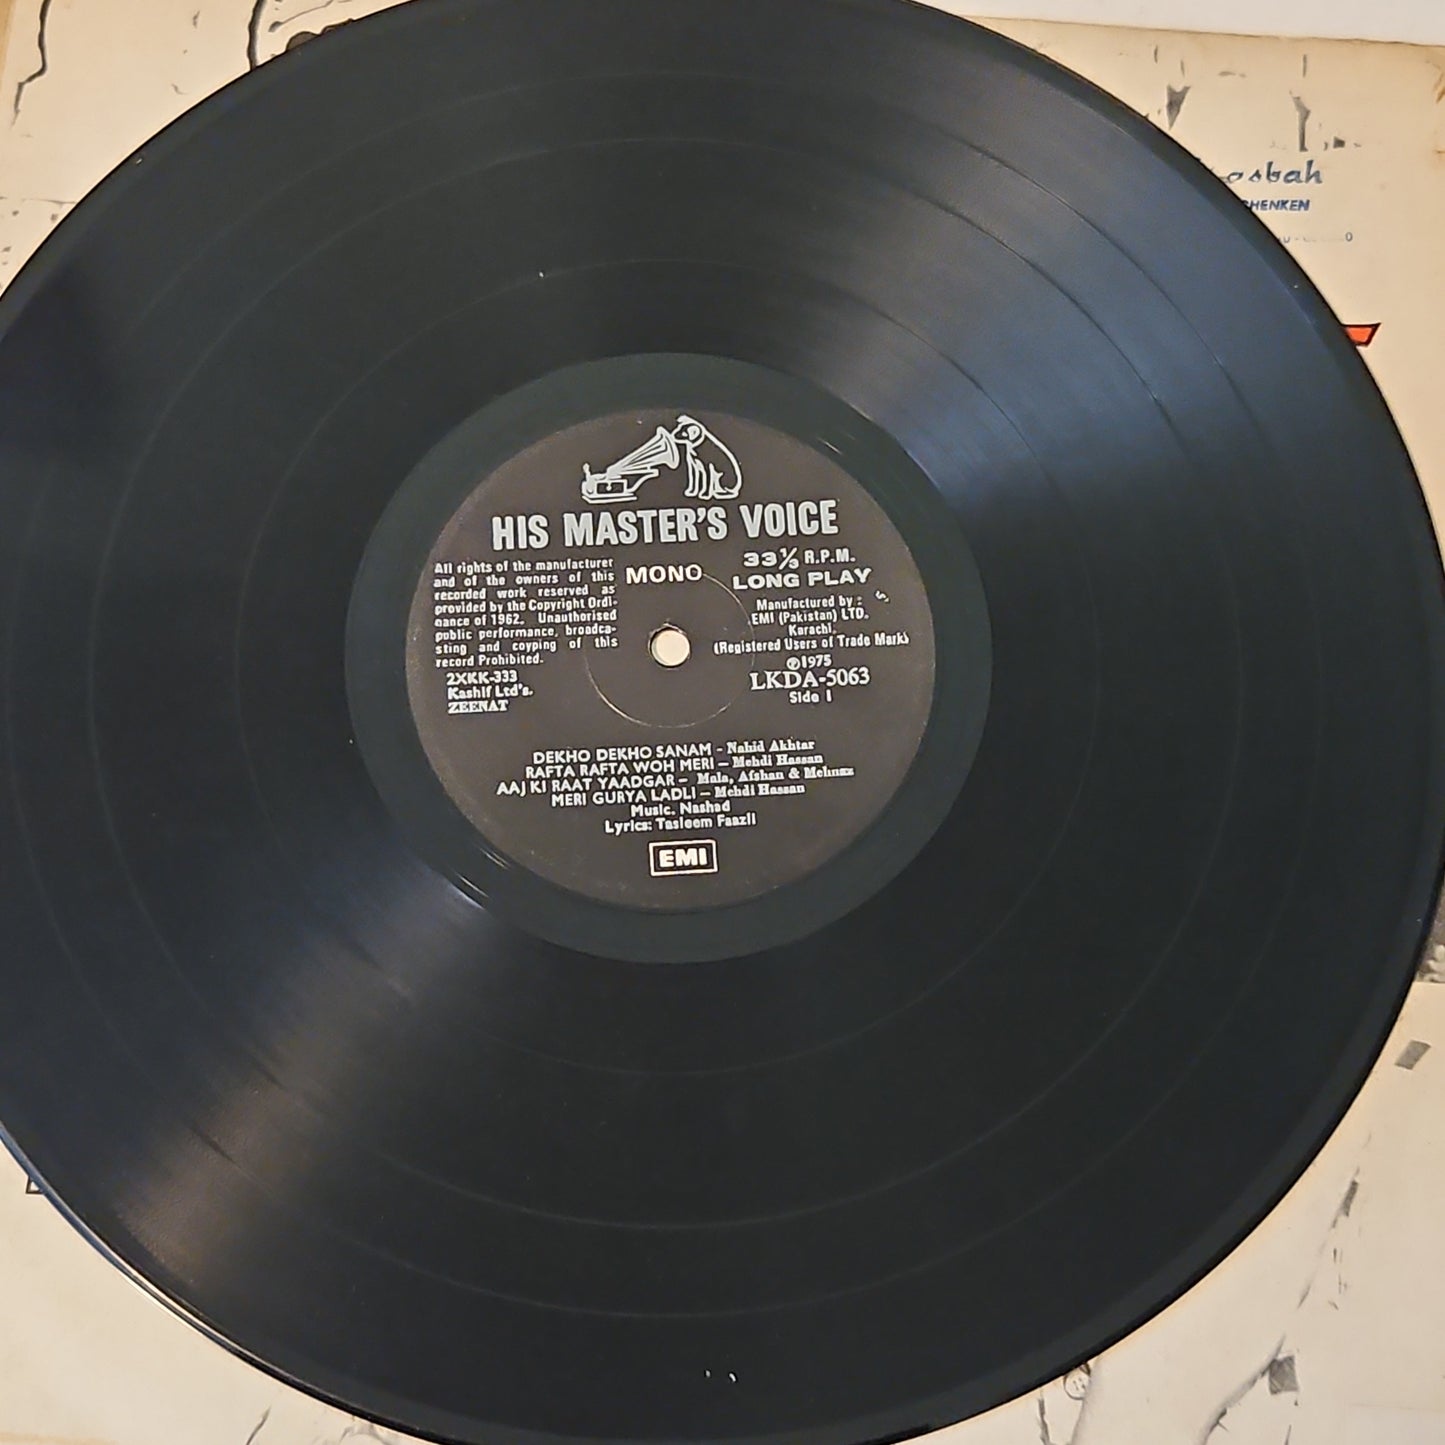 HIS MASTER'S VOICE
All rights of the manufacturer
and of the owners of this
recorded work reserved as
provided by the Copyright Ordi-
nance of 1962. Unauthorised
public performance, broadca-
sting and coyping of this
record Prohibited.
2XKK-333
Kashif Ltd's.
ZEENAT
MONO
33⅓ R.P.M.
LONG PLAY
Manufactured by :
EMI (Pakistan) LTD.
Karachi.
(Registered Users of Trade Mark)
℗1975
LKDA-5063
Side 1
DEKHO DEKHO SANAM - Nahid Akhtar
RAFTA RAFTA WOH MERI - Mehdi Hassan
AAJ KI RAAT YAADGAR - Mala, Afshan & Mehnaz
MERI GURYA LADLI - Mehdi Hassan
Music. Nashad
Lyrics: Tasleem Faazli
EMI